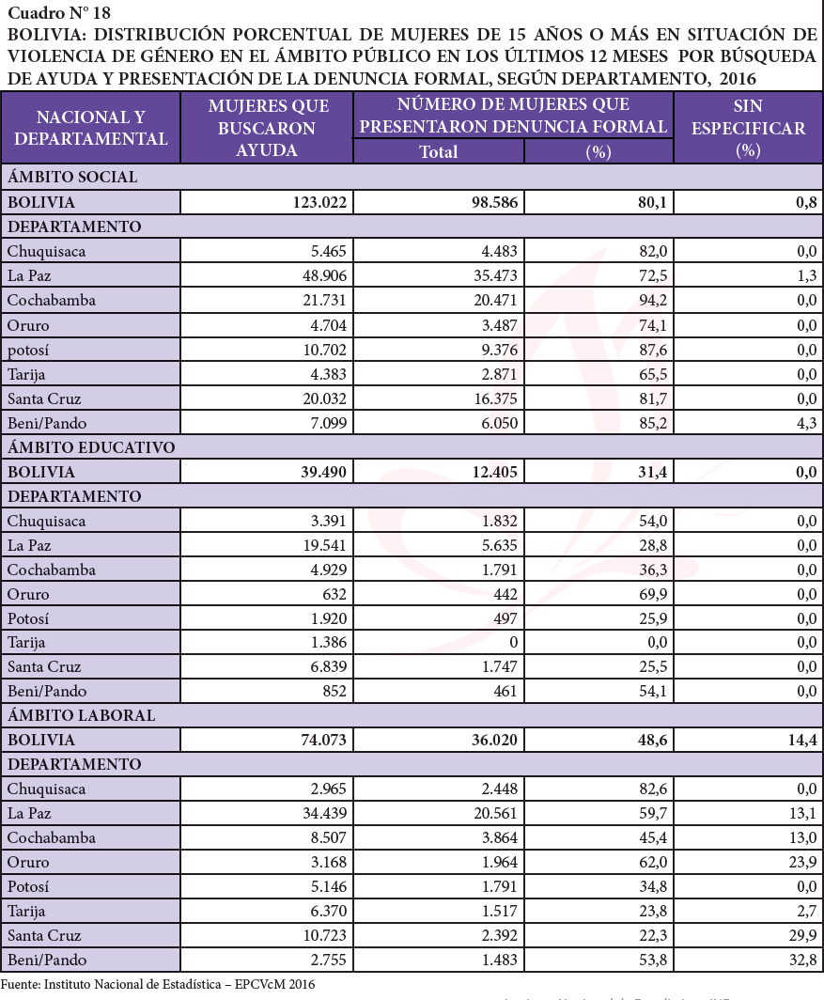 Cuadro N° 18
BOLIVIA: DISTRIBUCIÓN PORCENTUAL DE MUJERES DE 15 AÑOS O MÁS EN SITUACIÓN DE
VIOLENCIA DE GÉNERO EN EL ÁMBITO PÚBLICO EN LOS ÚLTIMOS 12 MESES POR BÚSQUEDA
DE AYUDA Y PRESENTACIÓN DE LA DENUNCIA FORMAL, SEGÚN DEPARTAMENTO, 2016
NACIONAL Y DEPARTAMENTAL MUJERES QUE BUSCARON AYUDA NÚMERO DE MUJERES QUE PRESENTARON DENUNCIA FORMAL SIN ESPECIFICAR (%)
Total (%)
ÁMBITO SOCIAL
BOLIVIA 123.022 98.586 80,1 0,8
DEPARTAMENTO
Chuquisaca 5.465 4.483 82,0 0,0
La Paz 48.906 35.473 72,5 1,3
Cochabamba 21.731 20.471 94,2 0,0
Oruro 4.704 3.487 74,1 0,0
potosí 10.702 9.376 87,6 0,0
Tarija 4.383 2.871 65,5 0,0
Santa Cruz 20.032 16.375 81,7 0,0
Beni/Pando 7.099 6.050 85,2 4,3
ÁMBITO EDUCATIVO
BOLIVIA 39.490 12.405 31,4 0,0
DEPARTAMENTO
Chuquisaca 3.391 1.832 54,0 0,0
La Paz 19.541 5.635 28,8 0,0
Cochabamba 4.929 1.791 36,3 0,0
Oruro 632 442 69,9 0,0
Potosí 1.920 497 25,9 0,0
Tarija 1.386 0 0,0 0,0
Santa Cruz 6.839 1.747 25,5 0,0
Beni/Pando 852 461 54,1 0,0
ÁMBITO LABORAL
BOLIVIA 74.073 36.020 48,6 14,4
DEPARTAMENTO
Chuquisaca 2.965 2.448 82,6 0,0
La Paz 34.439 20.561 59,7 13,1
Cochabamba 8.507 3.864 45,4 13,0
Oruro 3.168 1.964 62,0 23,9
Potosí 5.146 1.791 34,8 0,0
Tarija 6.370 1.517 23,8 2,7
Santa Cruz 10.723 2.392 22,3 29,9
Beni/Pando 2.755 1.483 53,8 32,8
Fuente: Instituto Nacional de Estadística – EPCVcM 2016